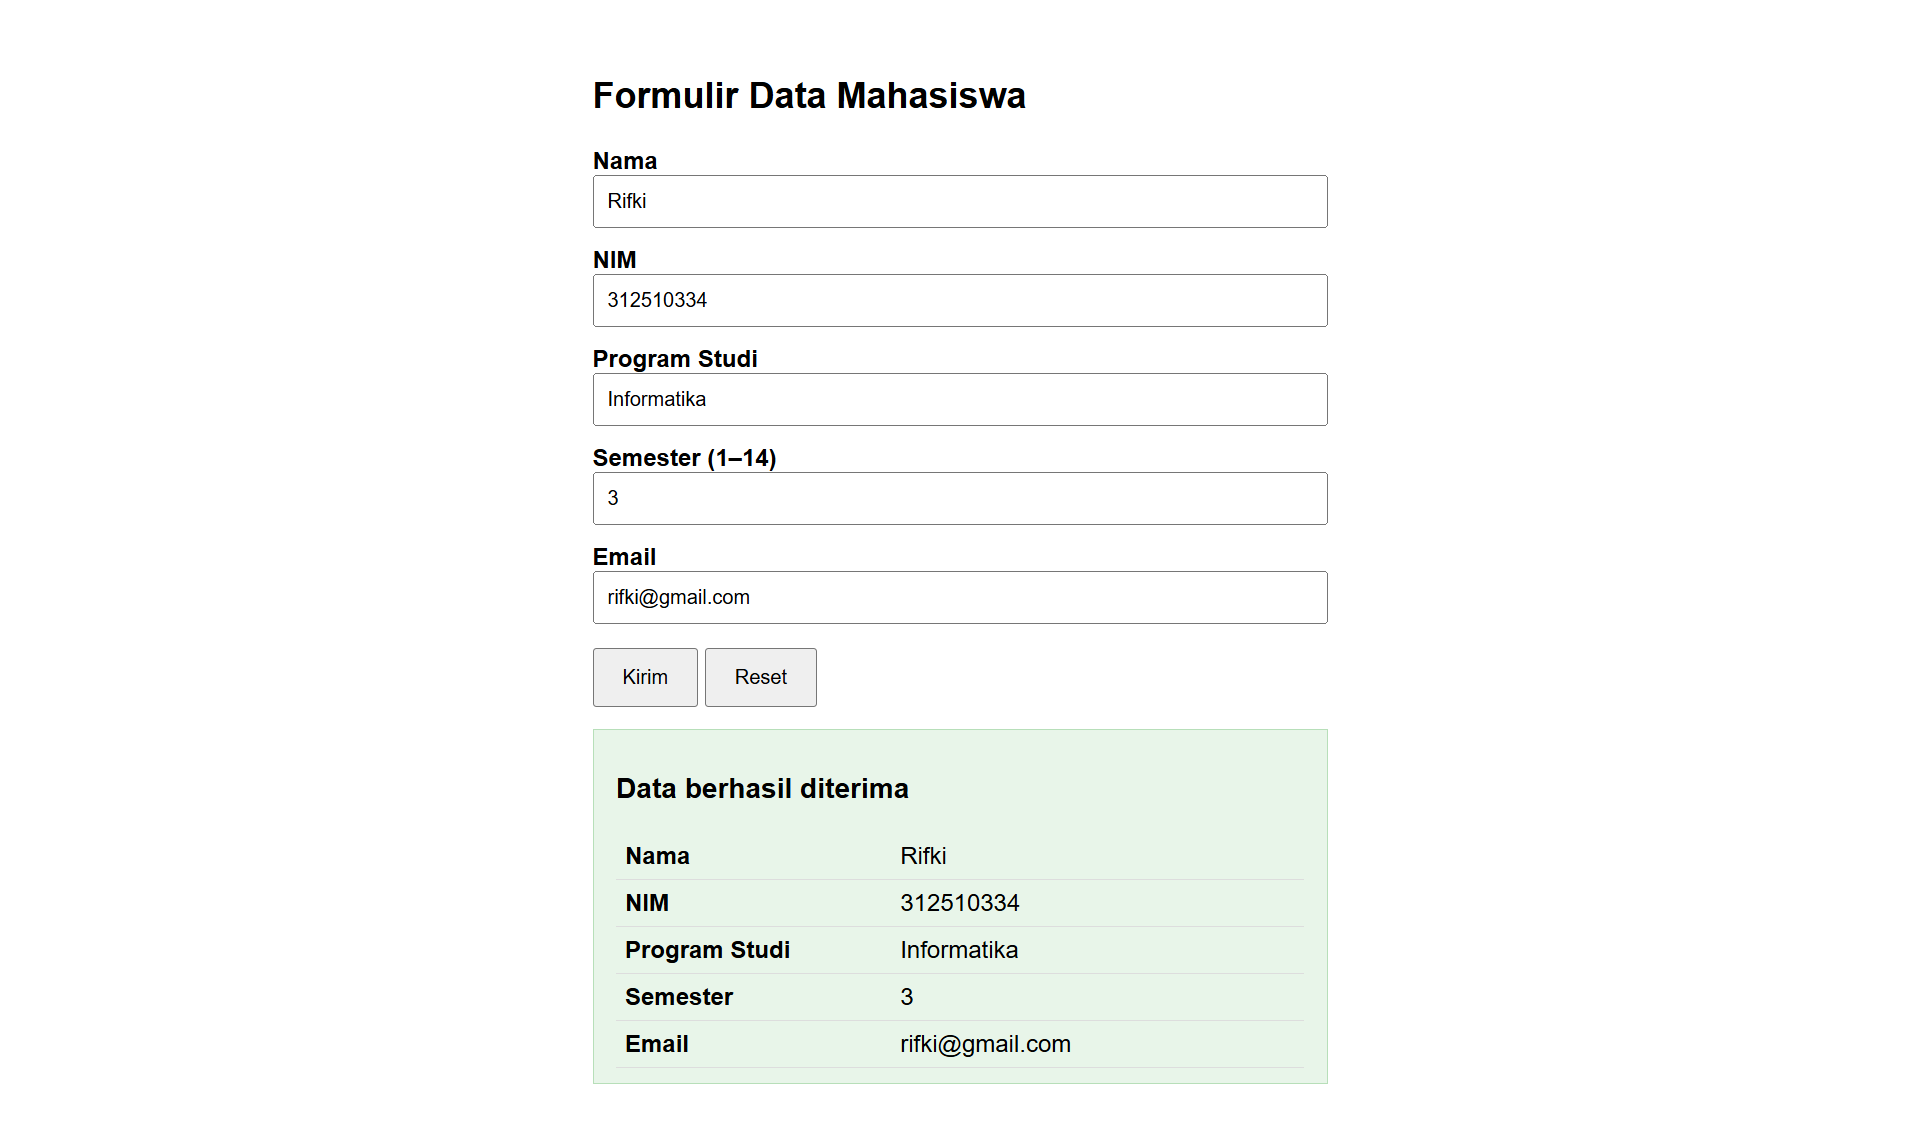 Formulir Data Mahasiswa
Nama
Rifki
NIM
312510334
Program Studi
Informatika
Semester (1–14)
3
Email
rifki@gmail.com
Kirim Reset
Data berhasil diterima
Nama Rifki
NIM 312510334
Program Studi Informatika
Semester 3
Email rifki@gmail.com